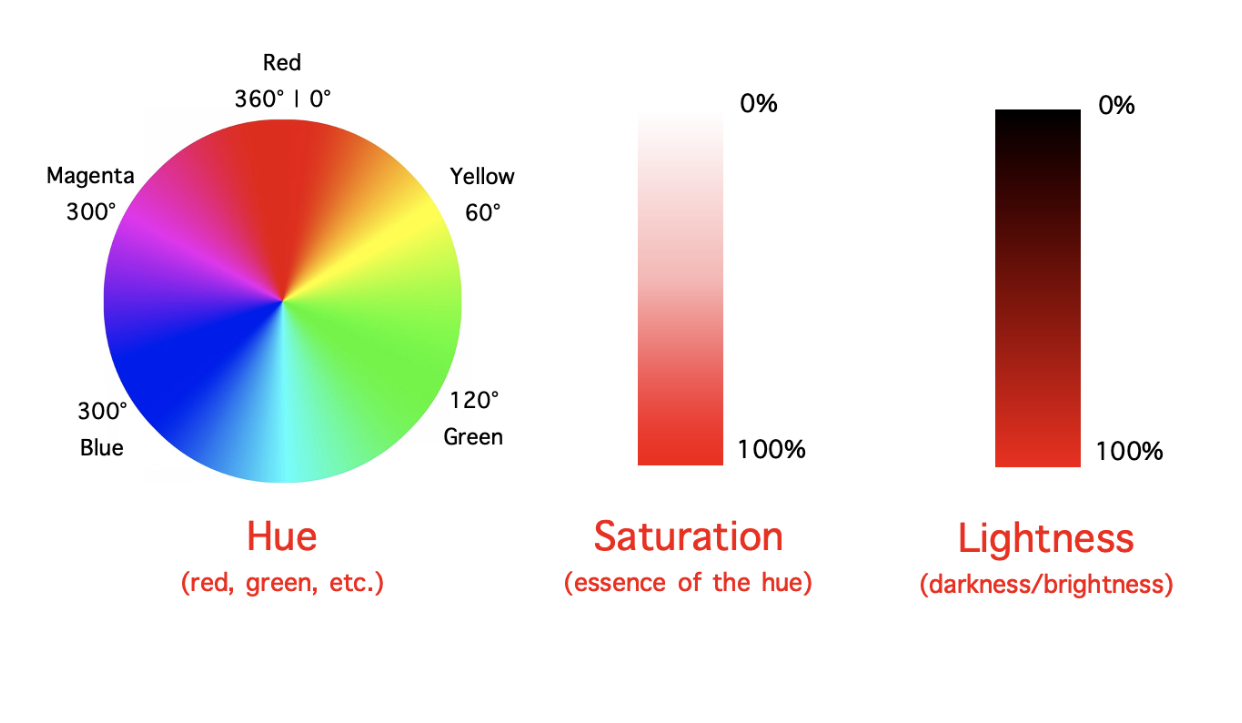 Red
360° | 0°
Magenta
300°
Yellow
60°
300°
Blue
120°
Green
Hue
(red, green, etc.)
0%
100%
Saturation
(essence of the hue)
0%
100%
Lightness
(darkness/brightness)